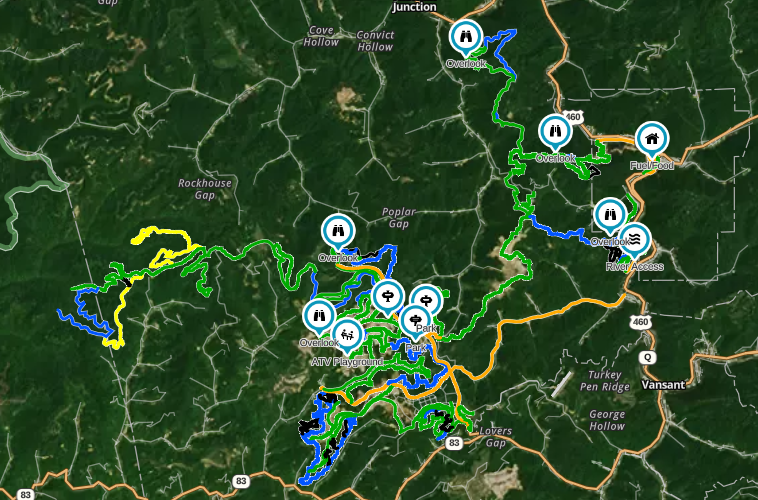 Gap
Junction
Cove
Hollow
Convict
Hollow
Overlook
460
Overlook
Fuel/Food
Rockhouse
Gap
Poplar
Gap
Overlook
Overlook
River Access
Park
Overlook
Park
ATV Playground
460
Q
Turkey
Pen Ridge
Vansant
George
Hollow
Lovers
Gap
83
83
83